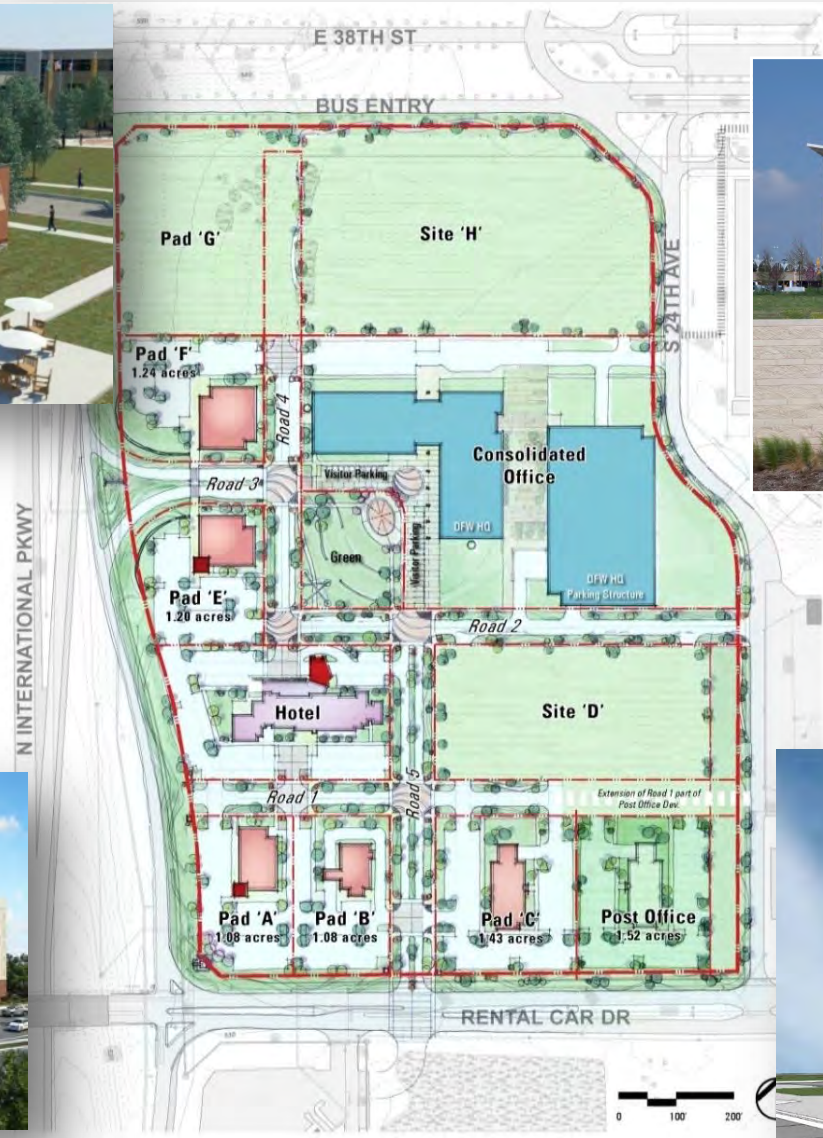 E 38TH ST
BUS ENTRY
Pad 'G'
Site 'H'
S 24TH AVE
Pad 'F'
1.24 acres
Road 4
Consolidated
Office
Road 3
Visitor Parking
DFW HQ
Visitor Parking
Green
DFW HQ
Parking Structure
N INTERNATIONAL PKWY
Pad 'E'
1.20 acres
Road 2
Hotel
Site 'D'
Road 1
Road 5
Extension of Road 1 part of
Post Office Dev.
Pad 'A'
1.08 acres
Pad 'B'
1.08 acres
Pad 'C'
1.43 acres
Post Office
1.52 acres
RENTAL CAR DR
0 100' 200'